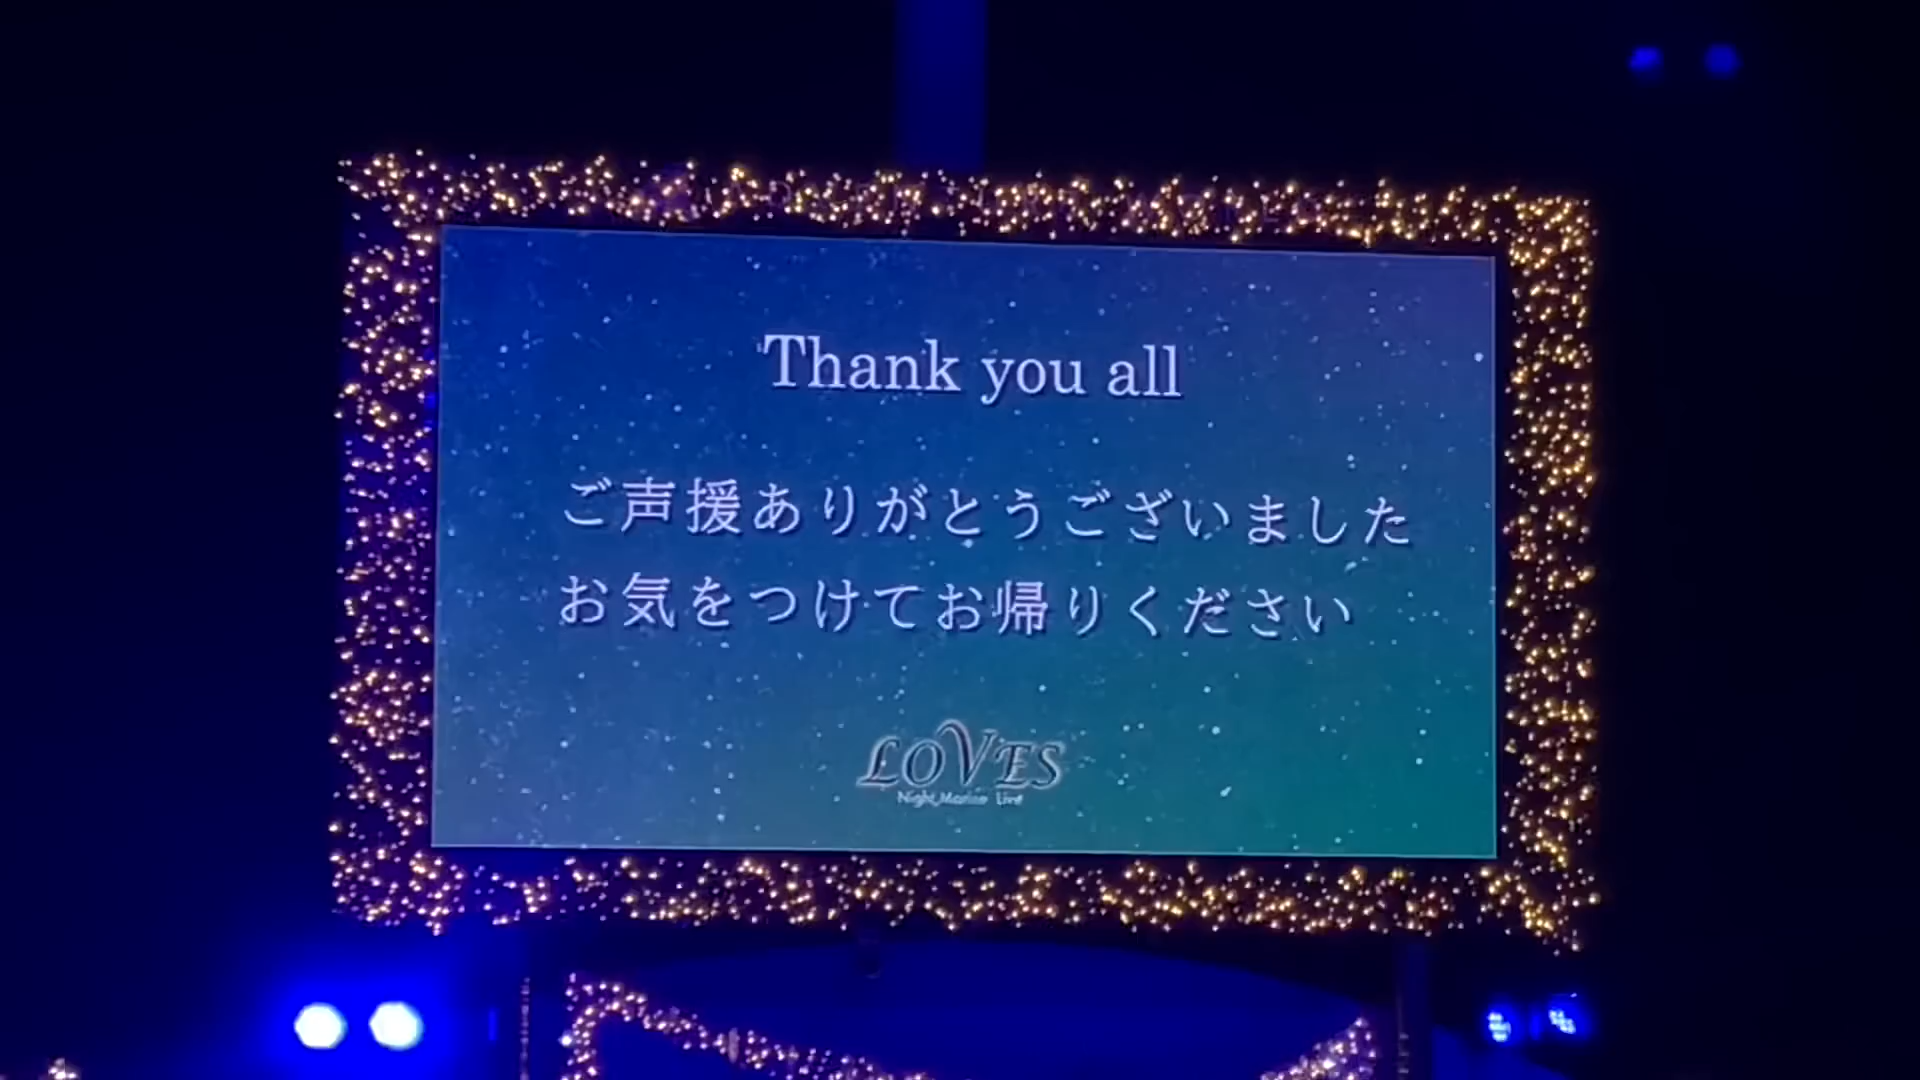 Thank you all
ご声援ありがとうございました
お気をつけてお帰りください
LOVES
Night
Live